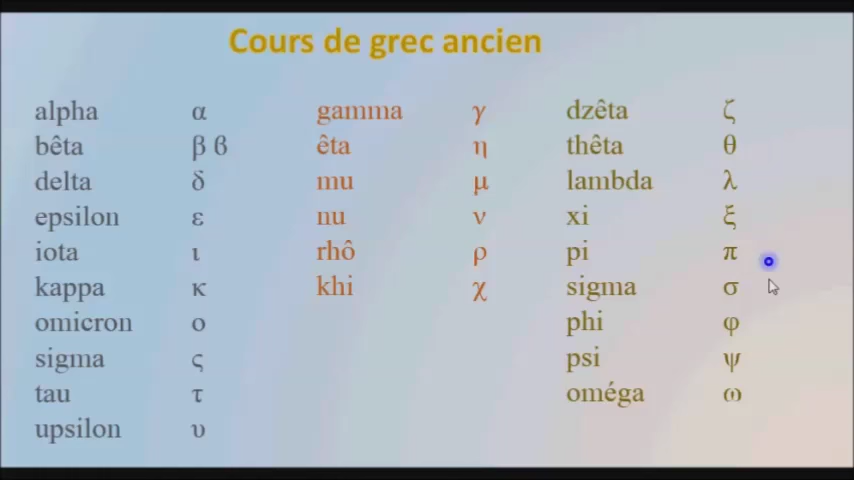 Cours de grec ancien
alpha α gamma γ dzêta ζ
bêta β ϐ êta η thêta θ
delta δ mu μ lambda λ
epsilon ε nu ν xi ξ
iota ι rhô ρ pi π
kappa κ khi χ sigma σ
omicron ο phi φ
sigma ς psi ψ
tau τ oméga ω
upsilon υ